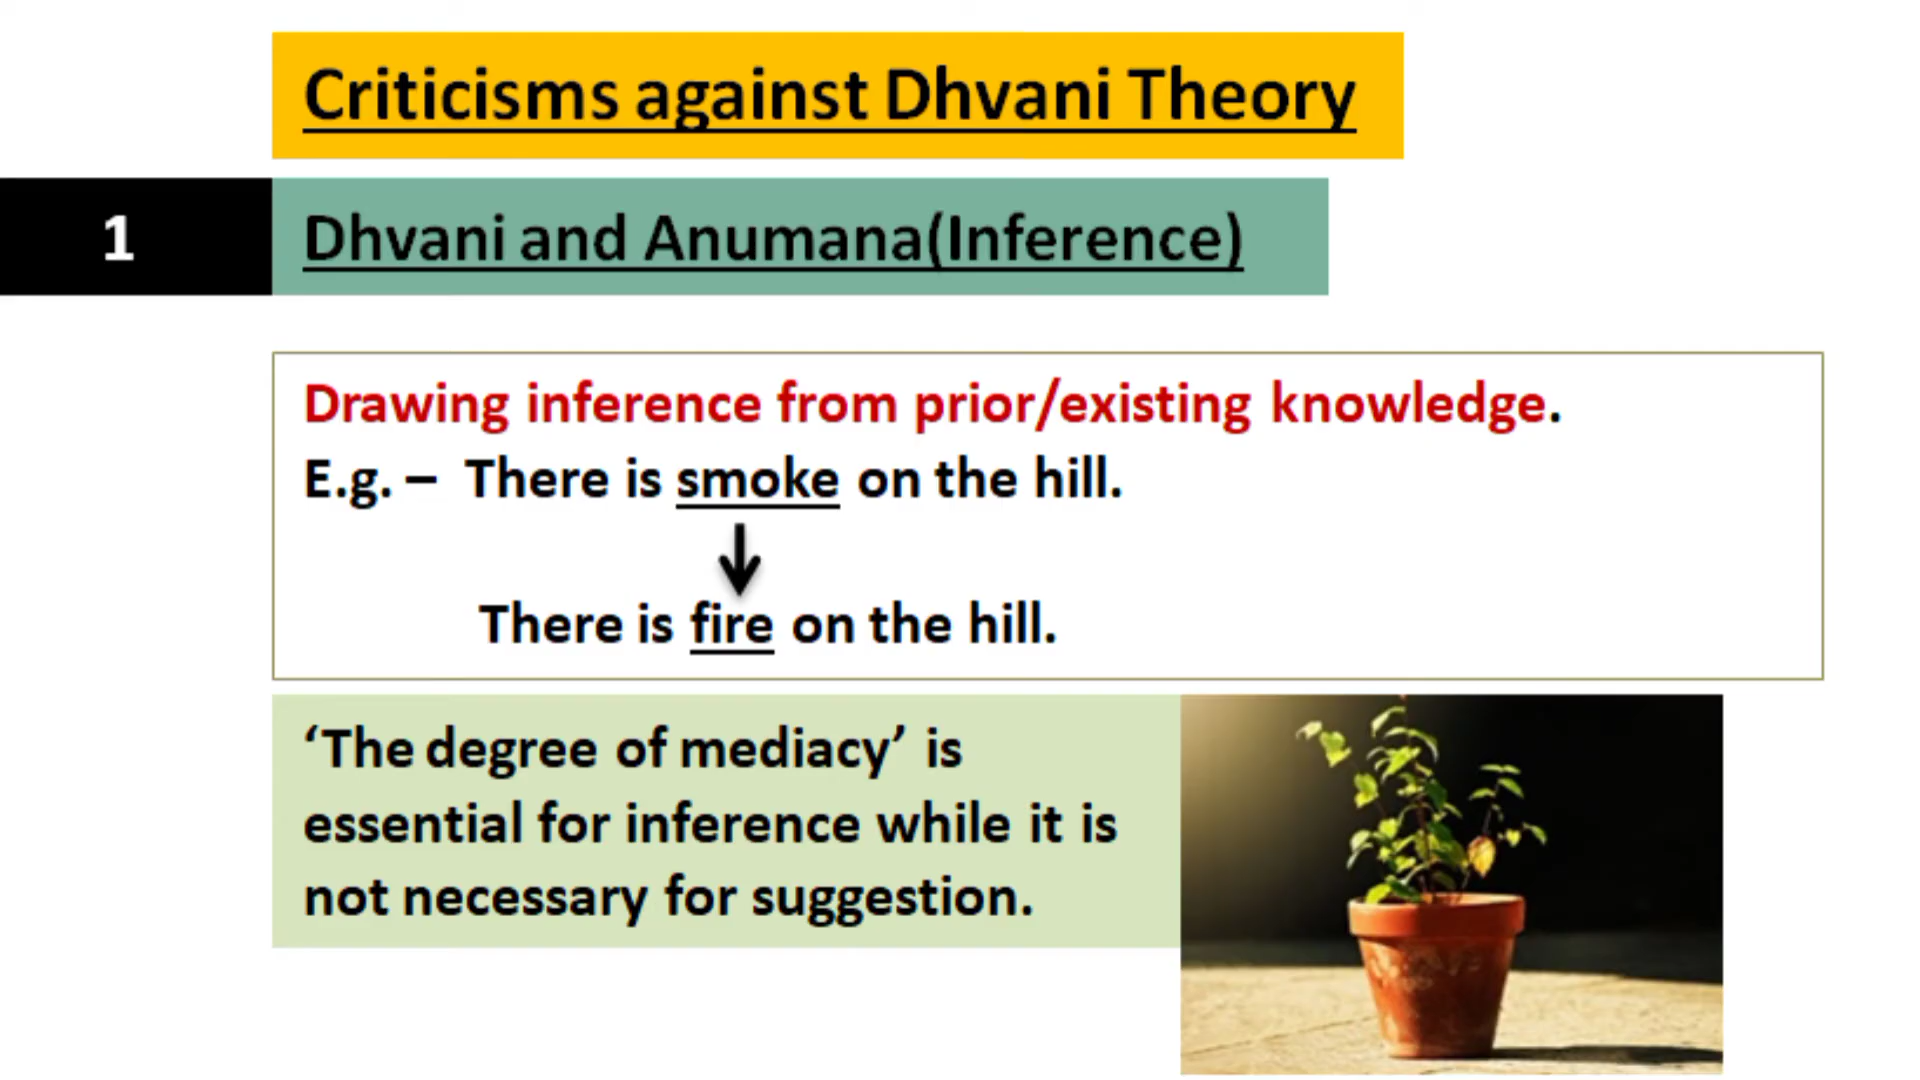 Criticisms against Dhvani Theory
1
Dhvani and Anumana(Inference)
Drawing inference from prior/existing knowledge.
E.g. – There is smoke on the hill.
There is fire on the hill.
‘The degree of mediacy’ is
essential for inference while it is
not necessary for suggestion.